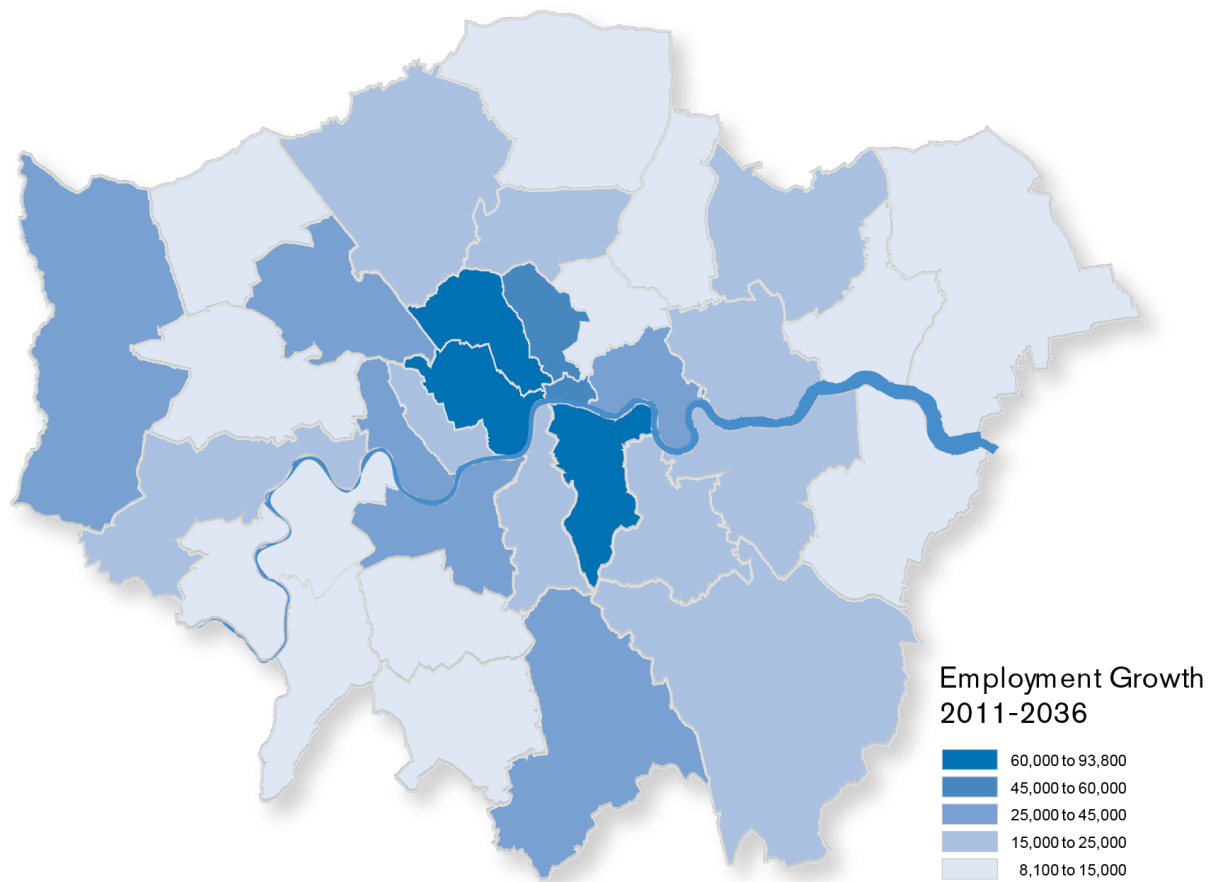 Employment Growth
2011-2036
60,000 to 93,800
45,000 to 60,000
25,000 to 45,000
15,000 to 25,000
8,100 to 15,000